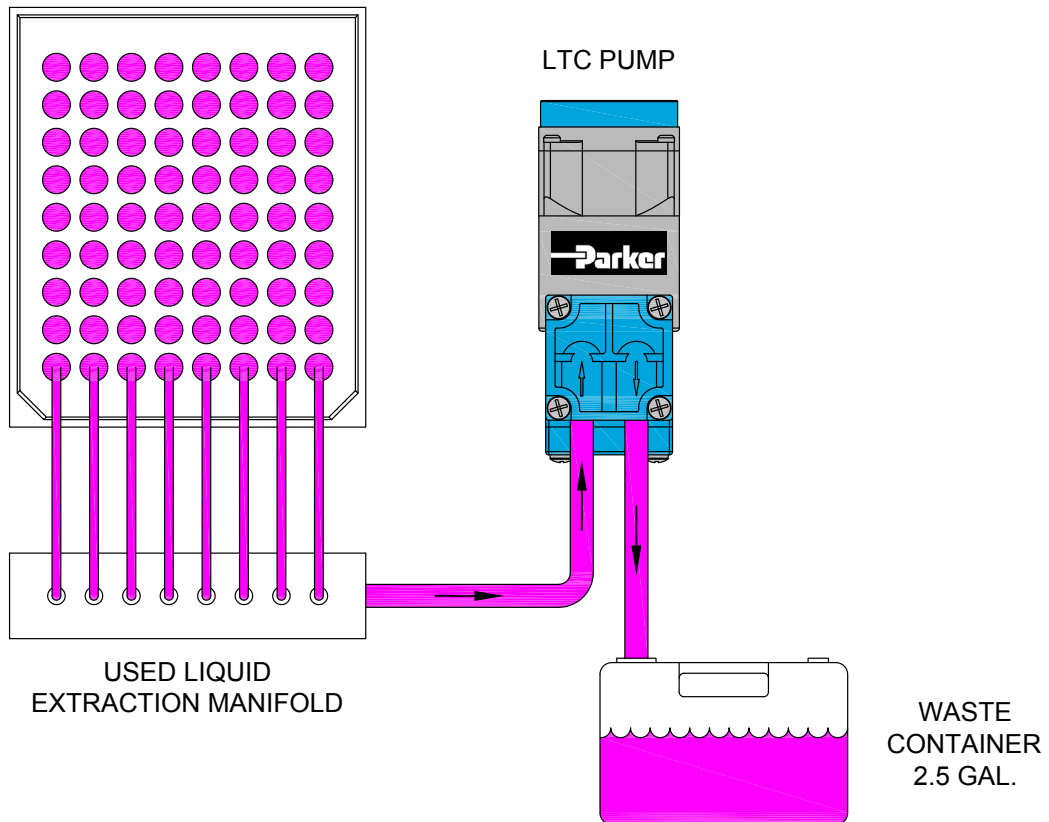 LTC PUMP
Parker
USED LIQUID
EXTRACTION MANIFOLD
WASTE
CONTAINER
2.5 GAL.